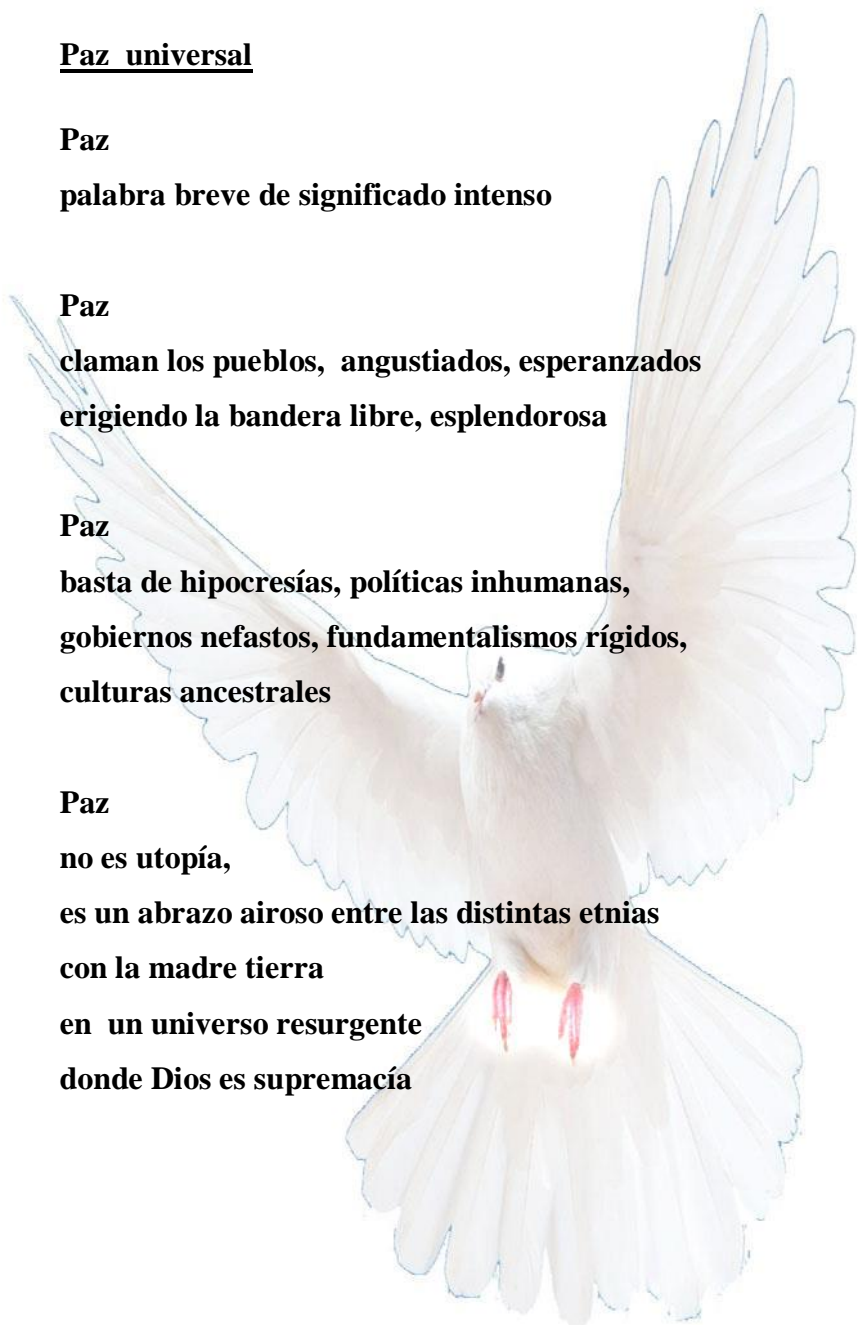 Paz  universal
Paz
palabra breve de significado intenso
Paz
claman los pueblos,  angustiados, esperanzados
erigiendo la bandera libre, esplendorosa
Paz
basta de hipocresías, políticas inhumanas,
gobiernos nefastos, fundamentalismos rígidos,
culturas ancestrales
Paz
no es utopía,
es un abrazo airoso entre las distintas etnias
con la madre tierra
en  un universo resurgente
donde Dios es supremacía